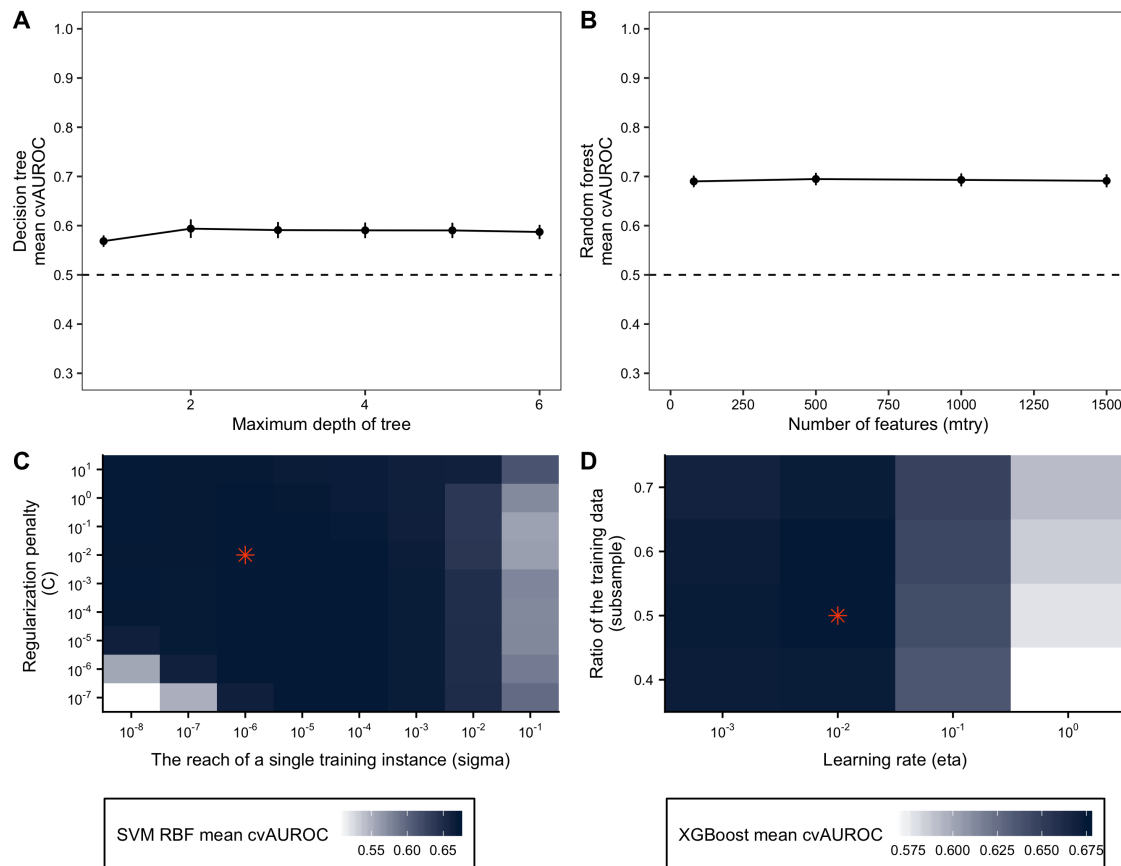 A
Decision tree
mean cvAUROC
1.0
0.9
0.8
0.7
0.6
0.5
0.4
0.3
2 4 6
Maximum depth of tree
B
Random forest
mean cvAUROC
1.0
0.9
0.8
0.7
0.6
0.5
0.4
0.3
0 250 500 750 1000 1250 1500
Number of features (mtry)
C
Regularization penalty
(C)
10¹
10⁰
10⁻¹
10⁻²
10⁻³
10⁻⁴
10⁻⁵
10⁻⁶
10⁻⁷
10⁻⁸ 10⁻⁷ 10⁻⁶ 10⁻⁵ 10⁻⁴ 10⁻³ 10⁻² 10⁻¹
The reach of a single training instance (sigma)
SVM RBF mean cvAUROC
0.55 0.60 0.65
D
Ratio of the training data
(subsample)
0.7
0.6
0.5
0.4
10⁻³ 10⁻² 10⁻¹ 10⁰
Learning rate (eta)
XGBoost mean cvAUROC
0.575 0.600 0.625 0.650 0.675